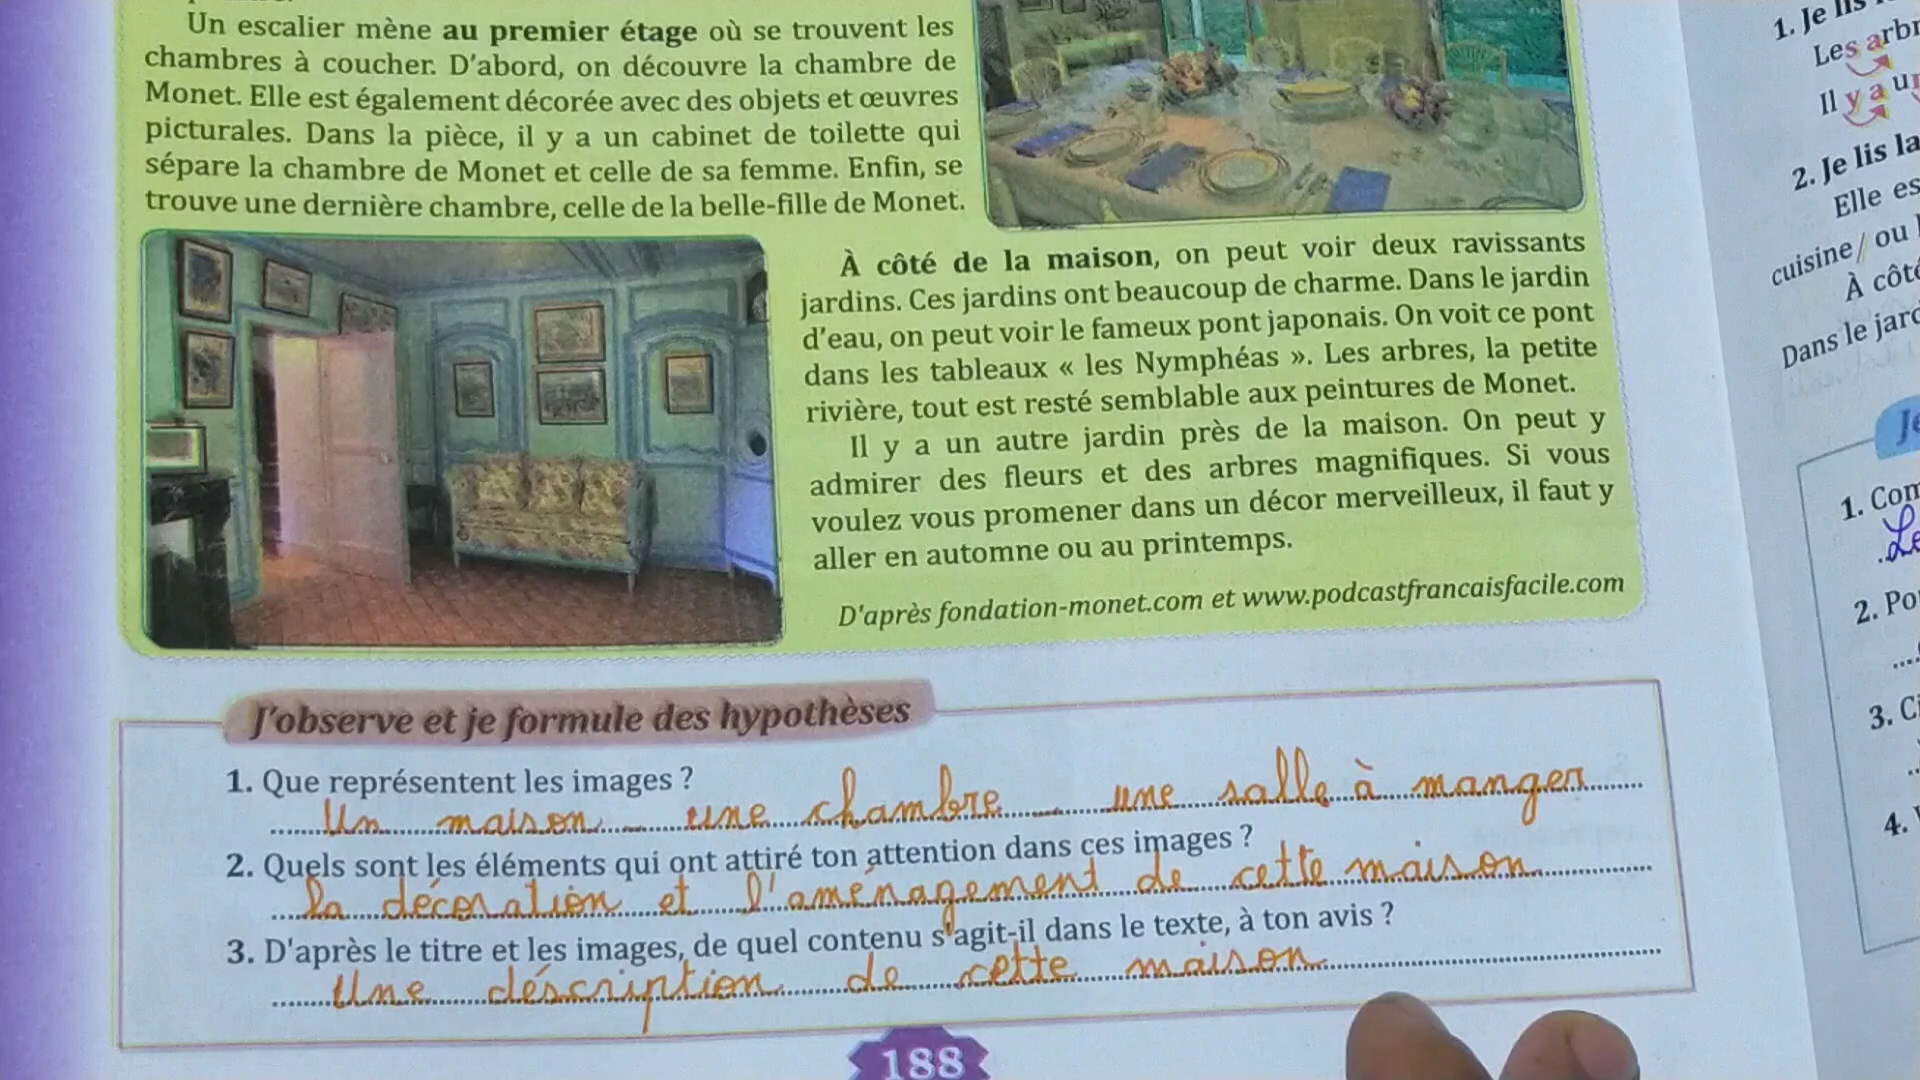 Un escalier mène au premier étage où se trouvent les
chambres à coucher. D'abord, on découvre la chambre de
Monet. Elle est également décorée avec des objets et œuvres
picturales. Dans la pièce, il y a un cabinet de toilette qui
sépare la chambre de Monet et celle de sa femme. Enfin, se
trouve une dernière chambre, celle de la belle-fille de Monet.
À côté de la maison, on peut voir deux ravissants
jardins. Ces jardins ont beaucoup de charme. Dans le jardin
d'eau, on peut voir le fameux pont japonais. On voit ce pont
dans les tableaux « les Nymphéas ». Les arbres, la petite
rivière, tout est resté semblable aux peintures de Monet.
Il y a un autre jardin près de la maison. On peut y
admirer des fleurs et des arbres magnifiques. Si vous
voulez vous promener dans un décor merveilleux, il faut y
aller en automne ou au printemps.
D'après fondation-monet.com et www.podcastfrancaisfacile.com
J'observe et je formule des hypothèses
1. Que représentent les images ?
Un maison - une chambre - une salle à manger
2. Quels sont les éléments qui ont attiré ton attention dans ces images ?
La décoration et l'aménagement de cette maison
3. D'après le titre et les images, de quel contenu s'agit-il dans le texte, à ton avis ?
Une déscription de cette maison
188
1. Je lis
Les
Il y a
2. Je lis la
Elle
cuisine/ ou
À
Dans le
1.
2.
3.
4.